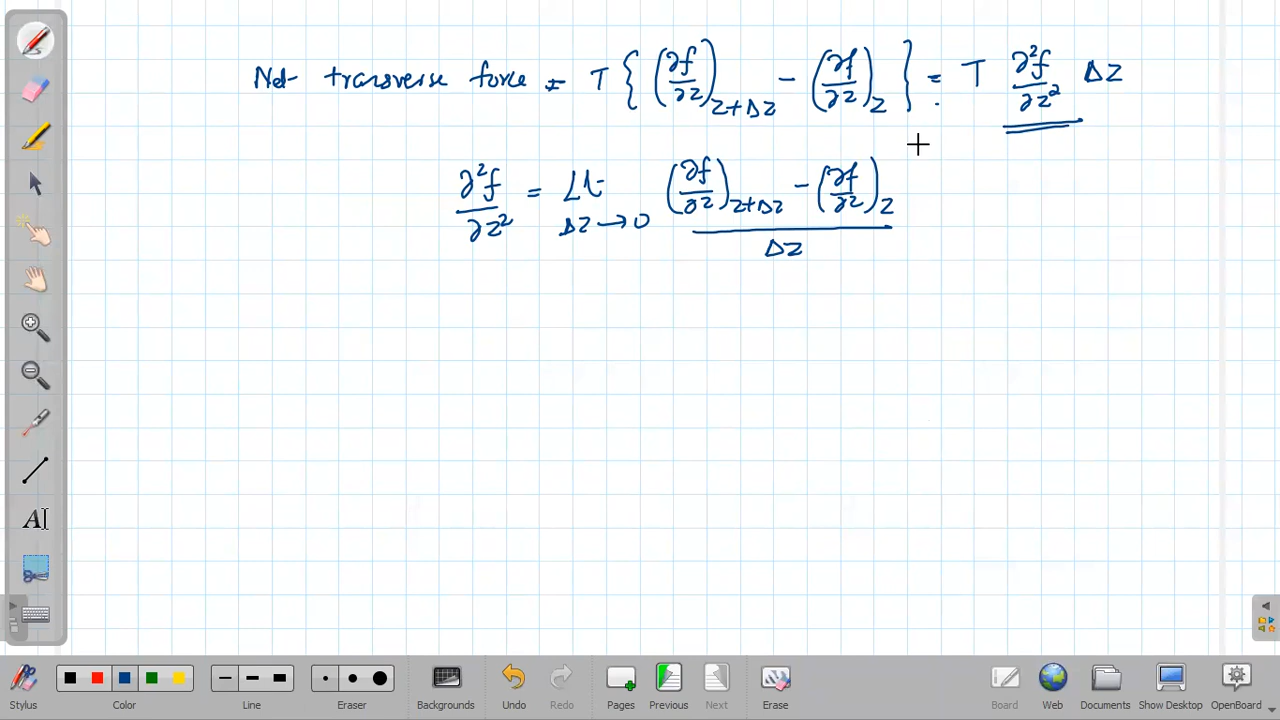 Net transverse force = T{(∂f/∂z)_{z+Δz} - (∂f/∂z)_z} = T ∂²f/∂z² Δz
∂²f/∂z² = Lt_{Δz→0} ((∂f/∂z)_{z+Δz} - (∂f/∂z)_z)/Δz
AI
Stylus Color Line Eraser Backgrounds Undo Redo Pages Previous Next Erase Board Web Documents Show Desktop OpenBoard